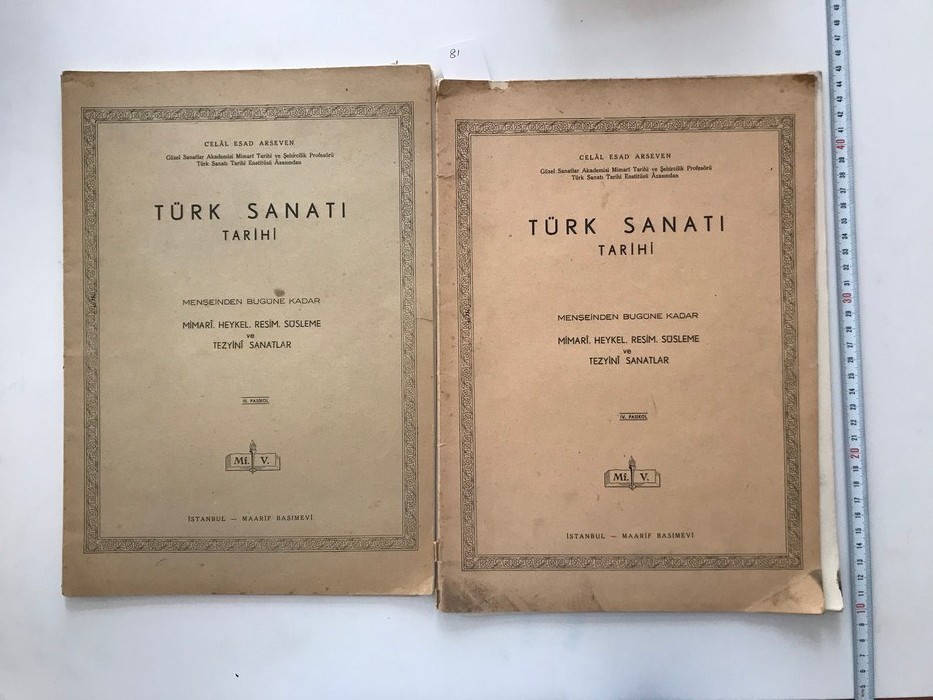 81
CELÂL ESAD ARSEVEN
Güzel Sanatlar Akademisi Mimarî Tarihi ve Şehircilik Profesörü
Türk Sanatı Tarihi Enstitüsü Âzasından
TÜRK SANATI
TARİHİ
MENŞEİNDEN BUGÜNE KADAR
MİMARÎ. HEYKEL. RESİM. SÜSLEME
ve
TEZYİNÎ SANATLAR
III. FASİKÜL
Mf. V.
İSTANBUL — MAARİF BASIMEVİ
CELÂL ESAD ARSEVEN
Güzel Sanatlar Akademisi Mimarî Tarihi ve Şehircilik Profesörü
Türk Sanatı Tarihi Enstitüsü Âzasından
TÜRK SANATI
TARİHİ
MENŞEİNDEN BUGÜNE KADAR
MİMARÎ. HEYKEL. RESİM. SÜSLEME
ve
TEZYİNÎ SANATLAR
IV. FASİKÜL
Mf. V.
İSTANBUL — MAARİF BASIMEVİ
40
30
20
10